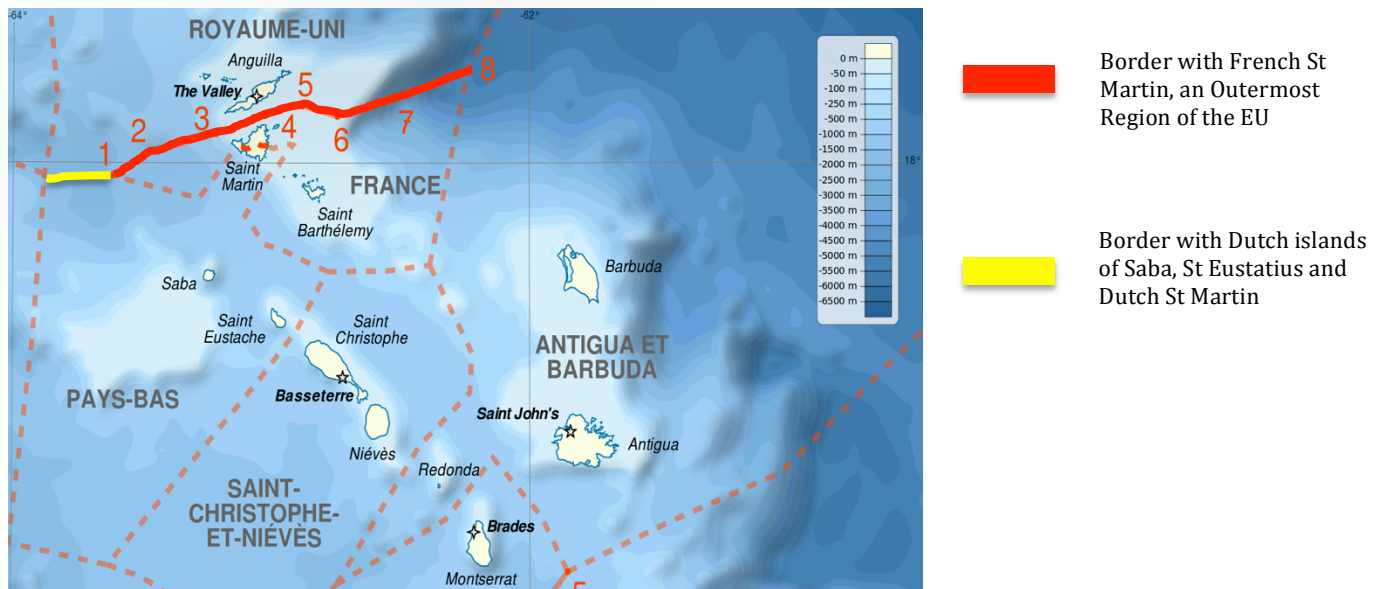 -64°
-62
ROYAUME-UNI
Anguilla
The Valley
1
2
3
4
5
6
7
8
Saint
Martin
FRANCE
18°
Saint
Barthélemy
Saba
Saint
Eustache
Saint
Christophe
Barbuda
PAYS-BAS
Basseterre
ANTIGUA ET
BARBUDA
Saint John's
Antigua
Niévès
Redonda
SAINT-
CHRISTOPHE-
ET-NIÉVÈS
Brades
Montserrat
0 m
-50 m
-100 m
-250 m
-500 m
-1000 m
-1500 m
-2000 m
-2500 m
-3000 m
-3500 m
-4000 m
-4500 m
-5000 m
-5500 m
-6000 m
-6500 m
Border with French St
Martin, an Outermost
Region of the EU
Border with Dutch islands
of Saba, St Eustatius and
Dutch St Martin